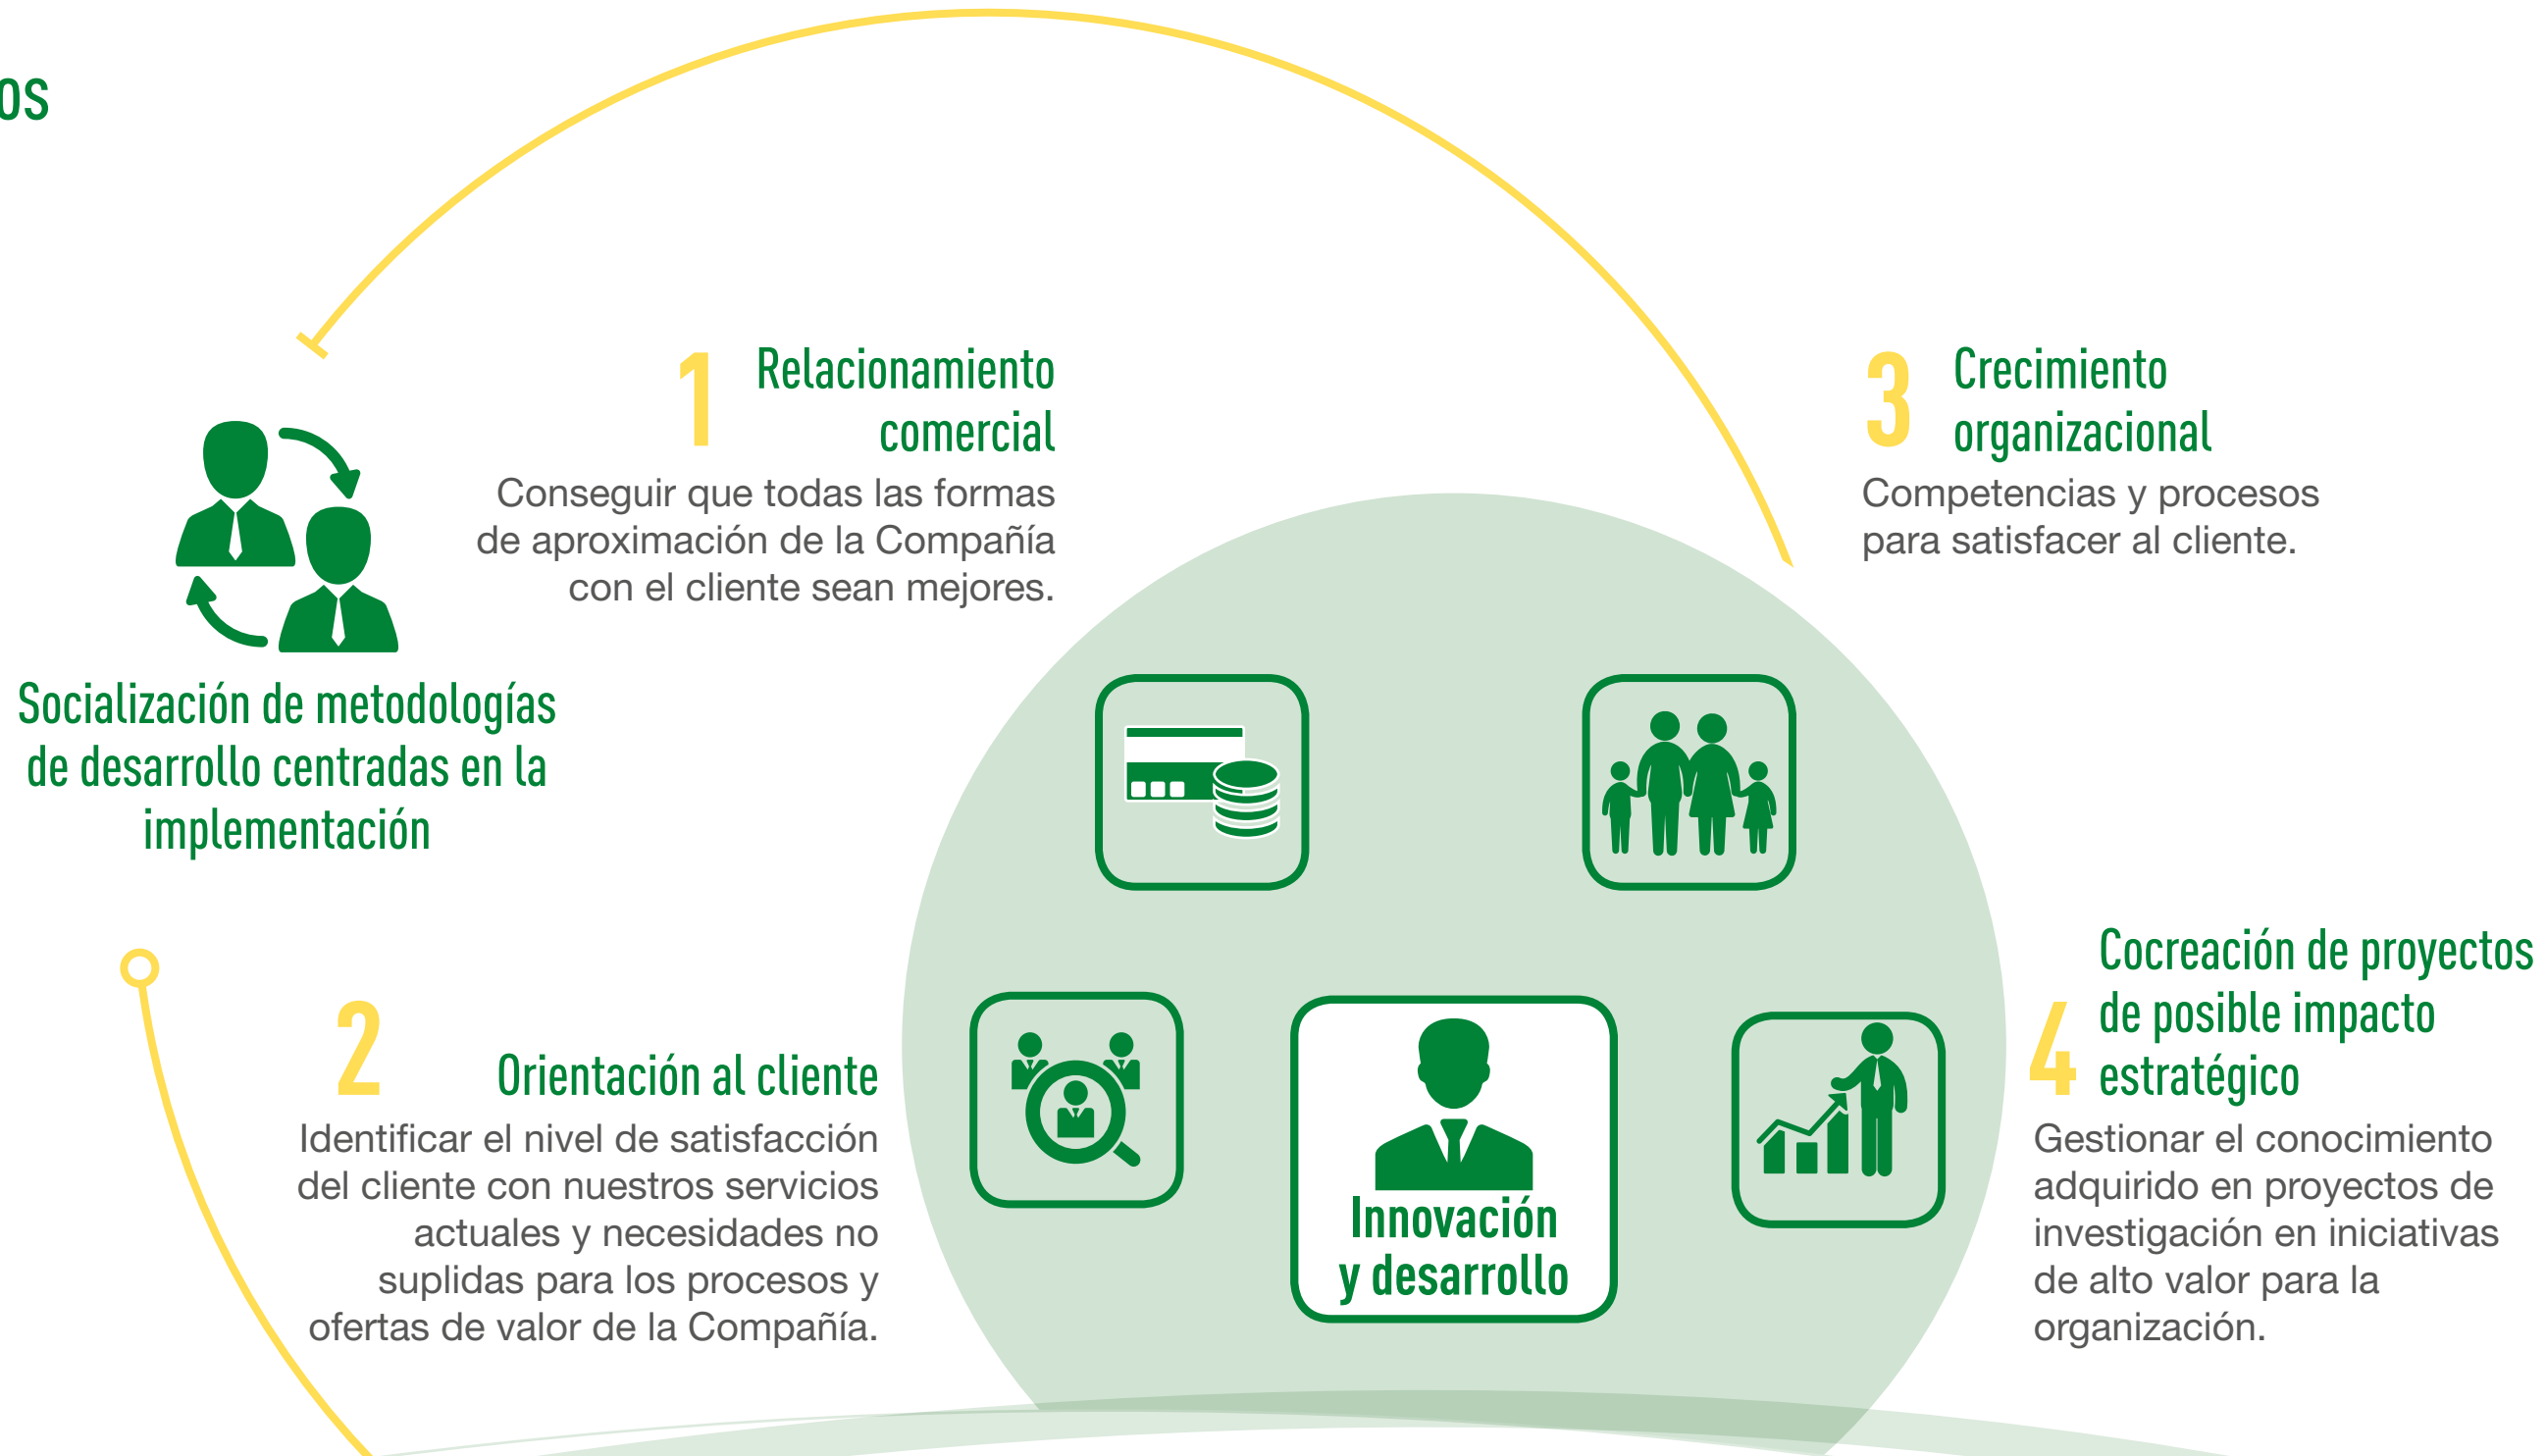 1
Relacionamiento
comercial
Conseguir que todas las formas
de aproximación de la Compañía
con el cliente sean mejores.
3
Crecimiento
organizacional
Competencias y procesos
para satisfacer al cliente.
Socialización de metodologías
de desarrollo centradas en la
implementación
2
Orientación al cliente
Identificar el nivel de satisfacción
del cliente con nuestros servicios
actuales y necesidades no
suplidas para los procesos y
ofertas de valor de la Compañía.
Innovación
y desarrollo
4
Cocreación de proyectos
de posible impacto
estratégico
Gestionar el conocimiento
adquirido en proyectos de
investigación en iniciativas
de alto valor para la
organización.